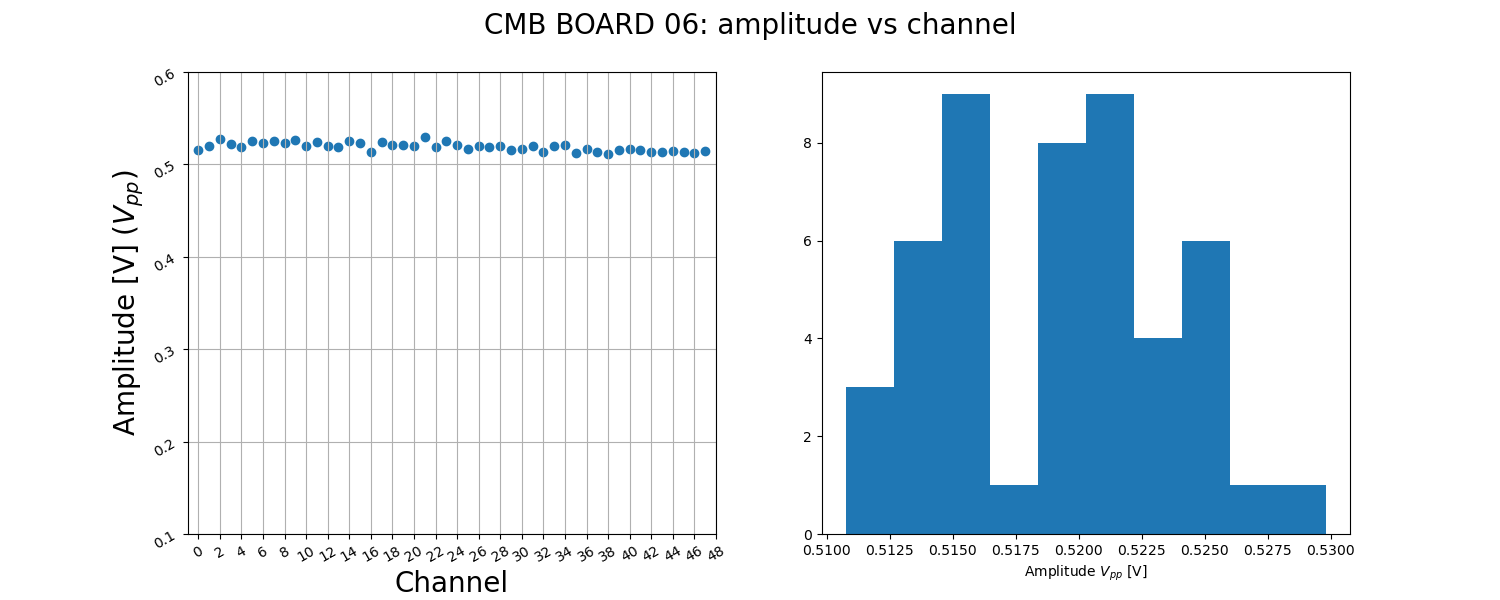 CMB BOARD 06: amplitude vs channel
Amplitude [V] (V_pp)
0.6
0.5
0.4
0.3
0.2
0.1
0 2 4 6 8 10 12 14 16 18 20 22 24 26 28 30 32 34 36 38 40 42 44 46 48
Channel
8
6
4
2
0
0.5100 0.5125 0.5150 0.5175 0.5200 0.5225 0.5250 0.5275 0.5300
Amplitude V_pp [V]